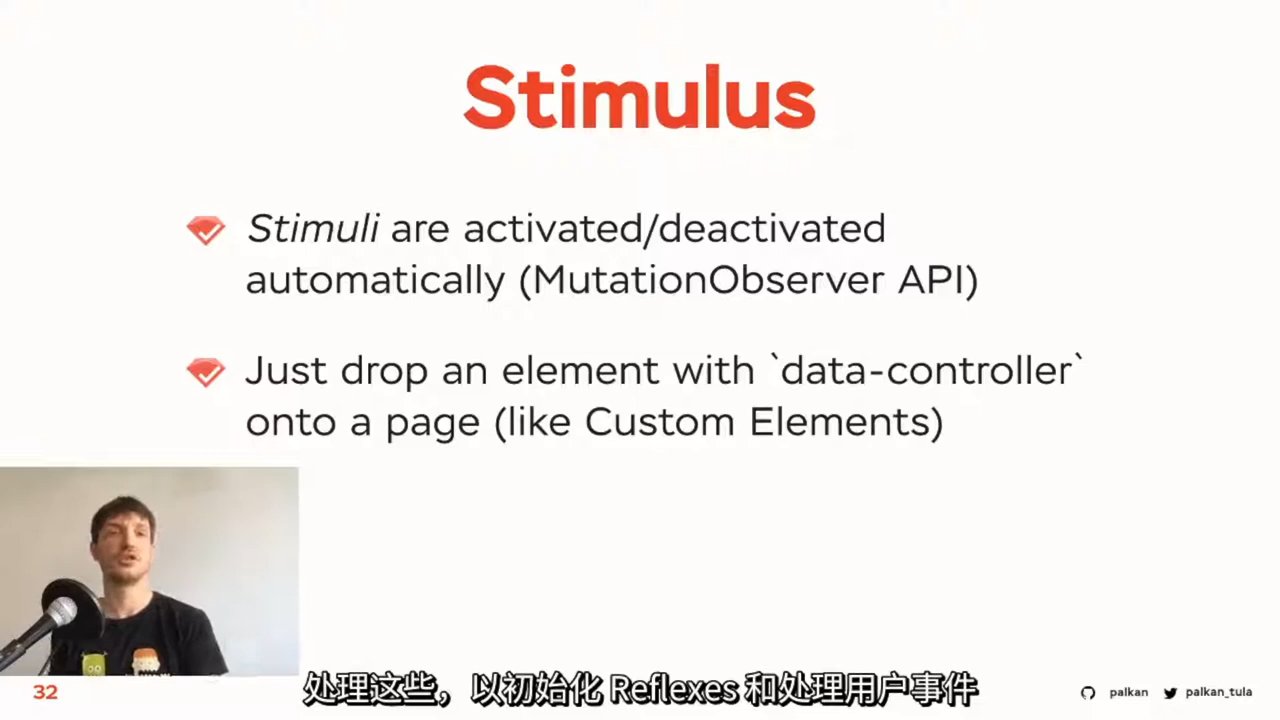 Stimulus
Stimuli are activated/deactivated
automatically (MutationObserver API)
Just drop an element with `data-controller`
onto a page (like Custom Elements)
处理这些，以初始化 Reflexes 和处理用户事件
32
palkan palkan_tula